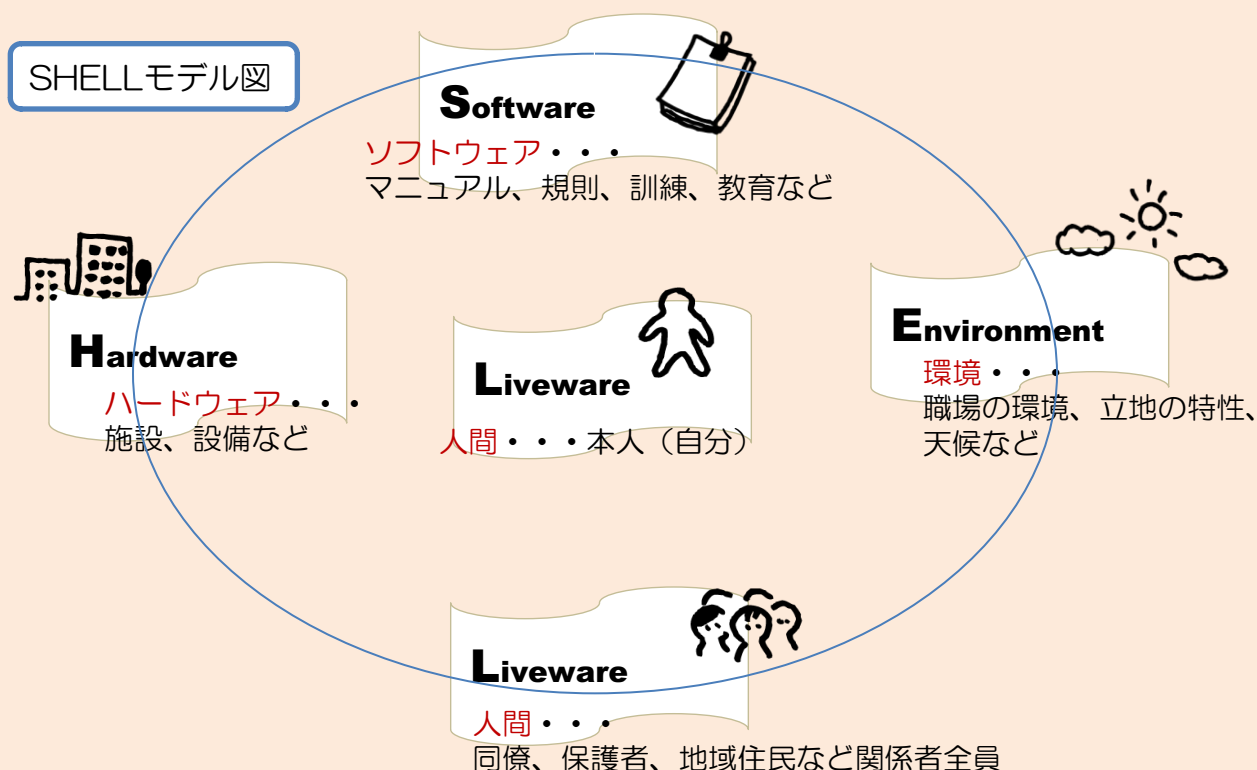 SHELLモデル図
Software
ソフトウェア・・・
マニュアル、規則、訓練、教育など
Hardware
ハードウェア・・・
施設、設備など
Liveware
人間・・・本人（自分）
Environment
環境・・・
職場の環境、立地の特性、
天候など
Liveware
人間・・・
同僚、保護者、地域住民など関係者全員